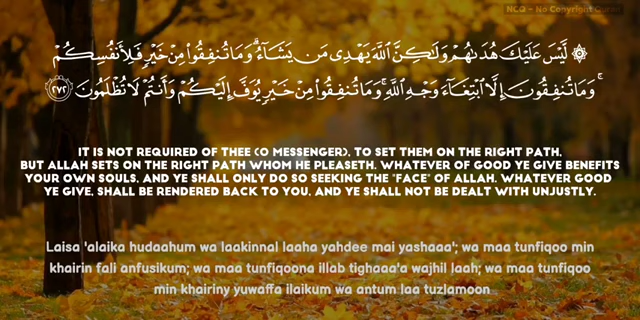 NCQ - No Copyright Quran
۞ لَّيْسَ عَلَيْكَ هُدَىٰهُمْ وَلَٰكِنَّ ٱللَّهَ يَهْدِى مَن يَشَآءُ ۗ وَمَا تُنفِقُوا۟ مِنْ خَيْرٍ فَلِأَنفُسِكُمْ
ۚ وَمَا تُنفِقُونَ إِلَّا ٱبْتِغَآءَ وَجْهِ ٱللَّهِ ۚ وَمَا تُنفِقُوا۟ مِنْ خَيْرٍ يُوَفَّ إِلَيْكُمْ وَأَنتُمْ لَا تُظْلَمُونَ ٢٧٢
IT IS NOT REQUIRED OF THEE (O MESSENGER), TO SET THEM ON THE RIGHT PATH,
BUT ALLAH SETS ON THE RIGHT PATH WHOM HE PLEASETH. WHATEVER OF GOOD YE GIVE BENEFITS
YOUR OWN SOULS, AND YE SHALL ONLY DO SO SEEKING THE "FACE" OF ALLAH. WHATEVER GOOD
YE GIVE, SHALL BE RENDERED BACK TO YOU, AND YE SHALL NOT BE DEALT WITH UNJUSTLY.
Laisa 'alaika hudaahum wa laakinnal laaha yahdee mai yashaaa'; wa maa tunfiqoo min
khairin fali anfusikum; wa maa tunfiqoona illab tighaaa'a wajhil laah; wa maa tunfiqoo
min khairiny yuwaffa ilaikum wa antum laa tuzlamoon